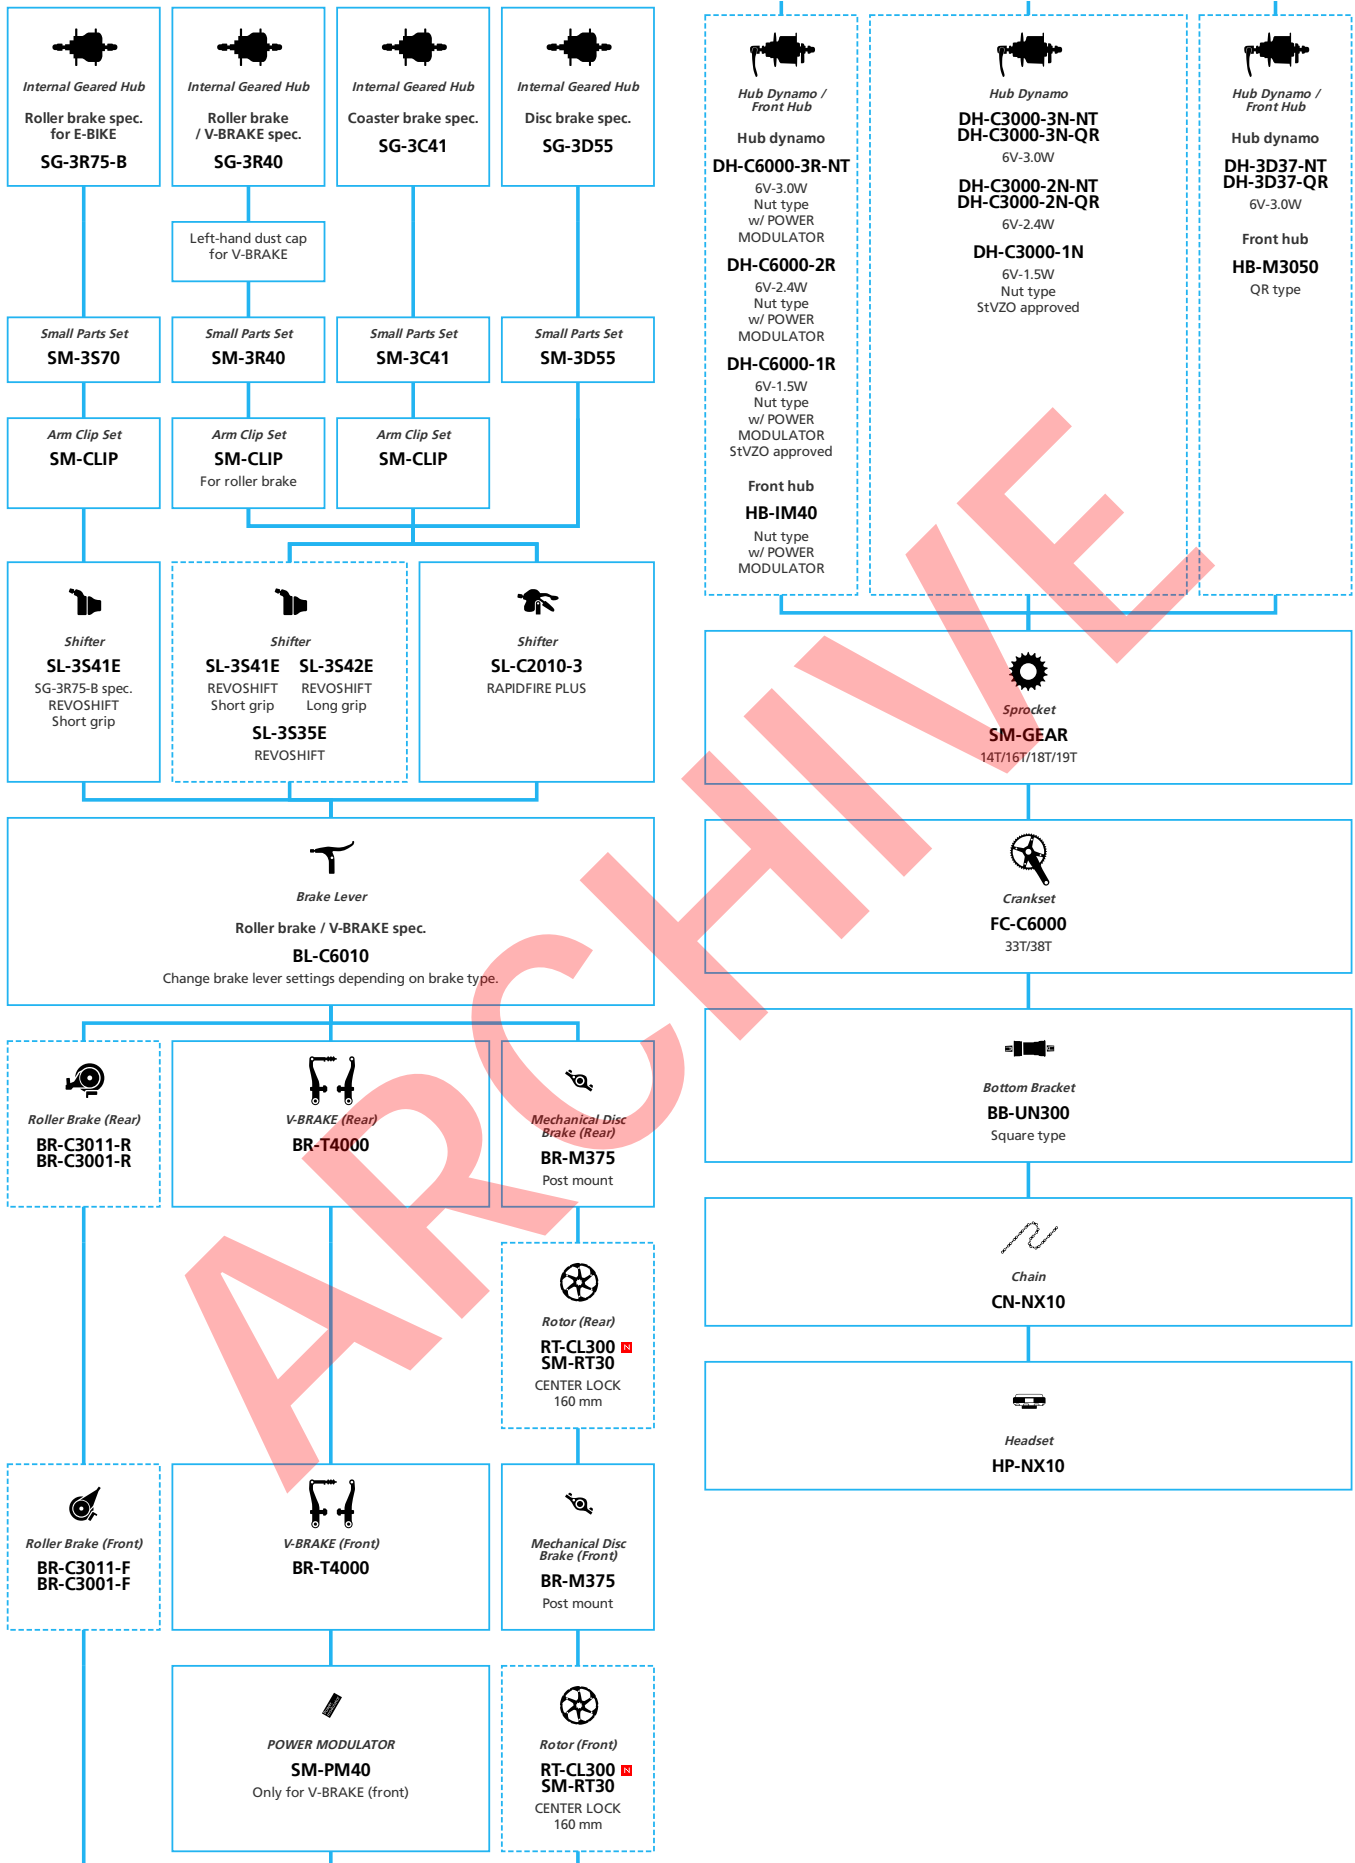 Internal Geared Hub
Roller brake spec.
for E-BIKE
SG-3R75-B
Internal Geared Hub
Roller brake
/ V-BRAKE spec.
SG-3R40
Internal Geared Hub
Coaster brake spec.
SG-3C41
Internal Geared Hub
Disc brake spec.
SG-3D55
Left-hand dust cap
for V-BRAKE
Small Parts Set
SM-3S70
Small Parts Set
SM-3R40
Small Parts Set
SM-3C41
Small Parts Set
SM-3D55
Arm Clip Set
SM-CLIP
Arm Clip Set
SM-CLIP
For roller brake
Arm Clip Set
SM-CLIP
Shifter
SL-3S41E
SG-3R75-B spec.
REVOSHIFT
Short grip
Shifter
SL-3S41E
REVOSHIFT
Short grip
SL-3S42E
REVOSHIFT
Long grip
SL-3S35E
REVOSHIFT
Shifter
SL-C2010-3
RAPIDFIRE PLUS
Brake Lever
Roller brake / V-BRAKE spec.
BL-C6010
Change brake lever settings depending on brake type.
Roller Brake (Rear)
BR-C3011-R
BR-C3001-R
V-BRAKE (Rear)
BR-T4000
Mechanical Disc
Brake (Rear)
BR-M375
Post mount
Rotor (Rear)
RT-CL300 N
SM-RT30
CENTER LOCK
160 mm
Roller Brake (Front)
BR-C3011-F
BR-C3001-F
V-BRAKE (Front)
BR-T4000
Mechanical Disc
Brake (Front)
BR-M375
Post mount
POWER MODULATOR
SM-PM40
Only for V-BRAKE (front)
Rotor (Front)
RT-CL300 N
SM-RT30
CENTER LOCK
160 mm
Hub Dynamo /
Front Hub
Hub dynamo
DH-C6000-3R-NT
6V-3.0W
Nut type
w/ POWER
MODULATOR
DH-C6000-2R
6V-2.4W
Nut type
w/ POWER
MODULATOR
DH-C6000-1R
6V-1.5W
Nut type
w/ POWER
MODULATOR
StVZO approved
Front hub
HB-IM40
Nut type
w/ POWER
MODULATOR
Hub Dynamo
DH-C3000-3N-NT
DH-C3000-3N-QR
6V-3.0W
DH-C3000-2N-NT
DH-C3000-2N-QR
6V-2.4W
DH-C3000-1N
6V-1.5W
Nut type
StVZO approved
Hub Dynamo /
Front Hub
Hub dynamo
DH-3D37-NT
DH-3D37-QR
6V-3.0W
Front hub
HB-M3050
QR type
Sprocket
SM-GEAR
14T/16T/18T/19T
Crankset
FC-C6000
33T/38T
Bottom Bracket
BB-UN300
Square type
Chain
CN-NX10
Headset
HP-NX10
ARCHIVE